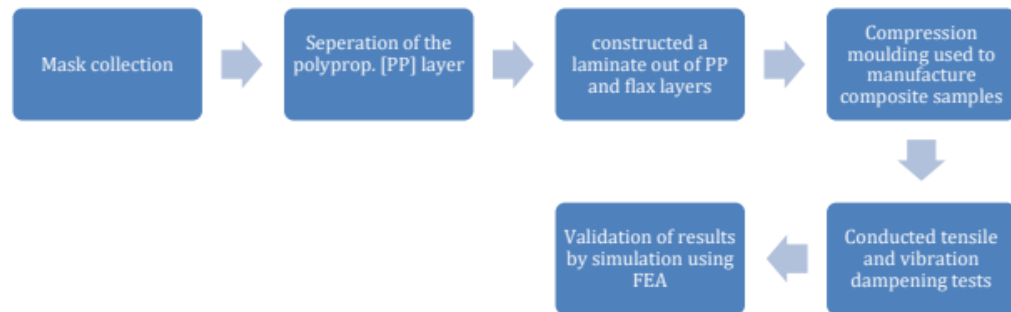 Mask collection
Seperation of the
polyprop. [PP] layer
constructed a
laminate out of PP
and flax layers
Compression
moulding used to
manufacture
composite samples
Conducted tensile
and vibration
dampening tests
Validation of results
by simulation using
FEA